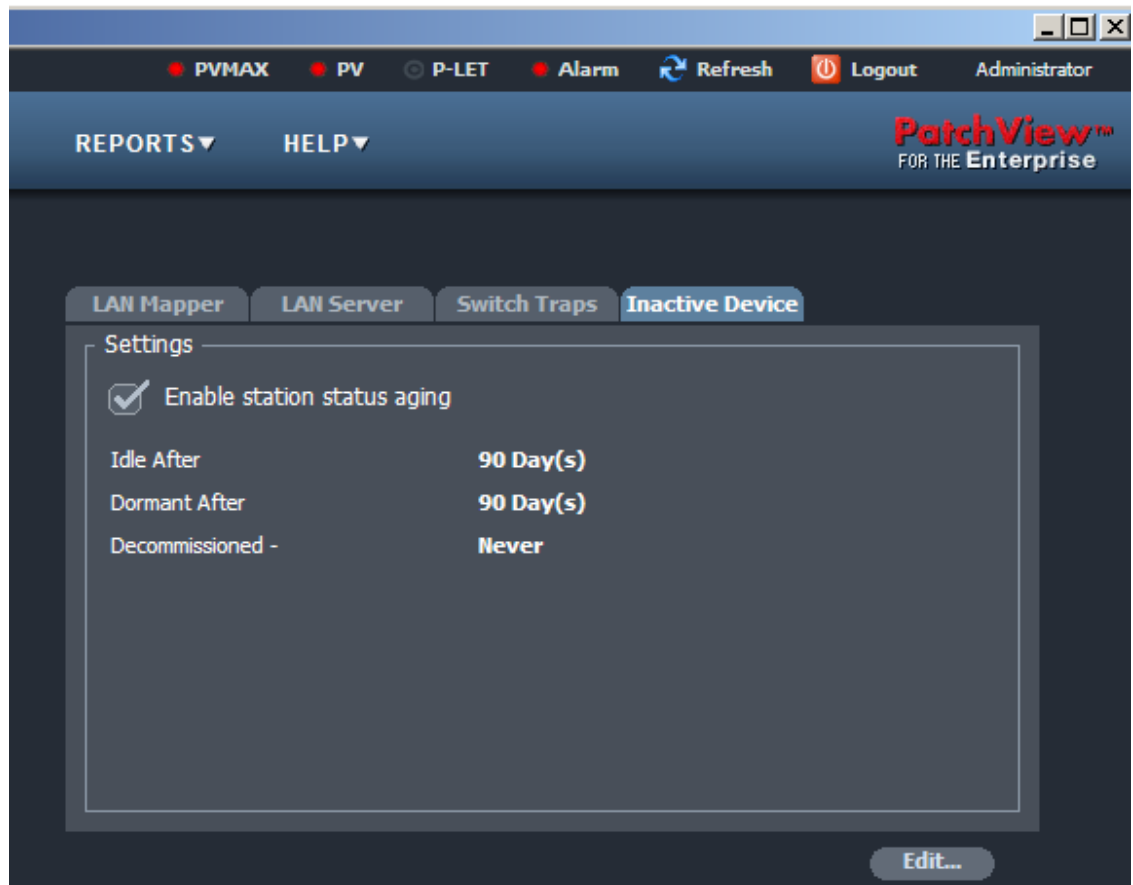 PVMAX PV P-LET Alarm Refresh Logout Administrator
REPORTS▼ HELP▼
PatchView™
FOR THE Enterprise
LAN Mapper LAN Server Switch Traps Inactive Device
Settings
Enable station status aging
Idle After 90 Day(s)
Dormant After 90 Day(s)
Decommissioned - Never
Edit...